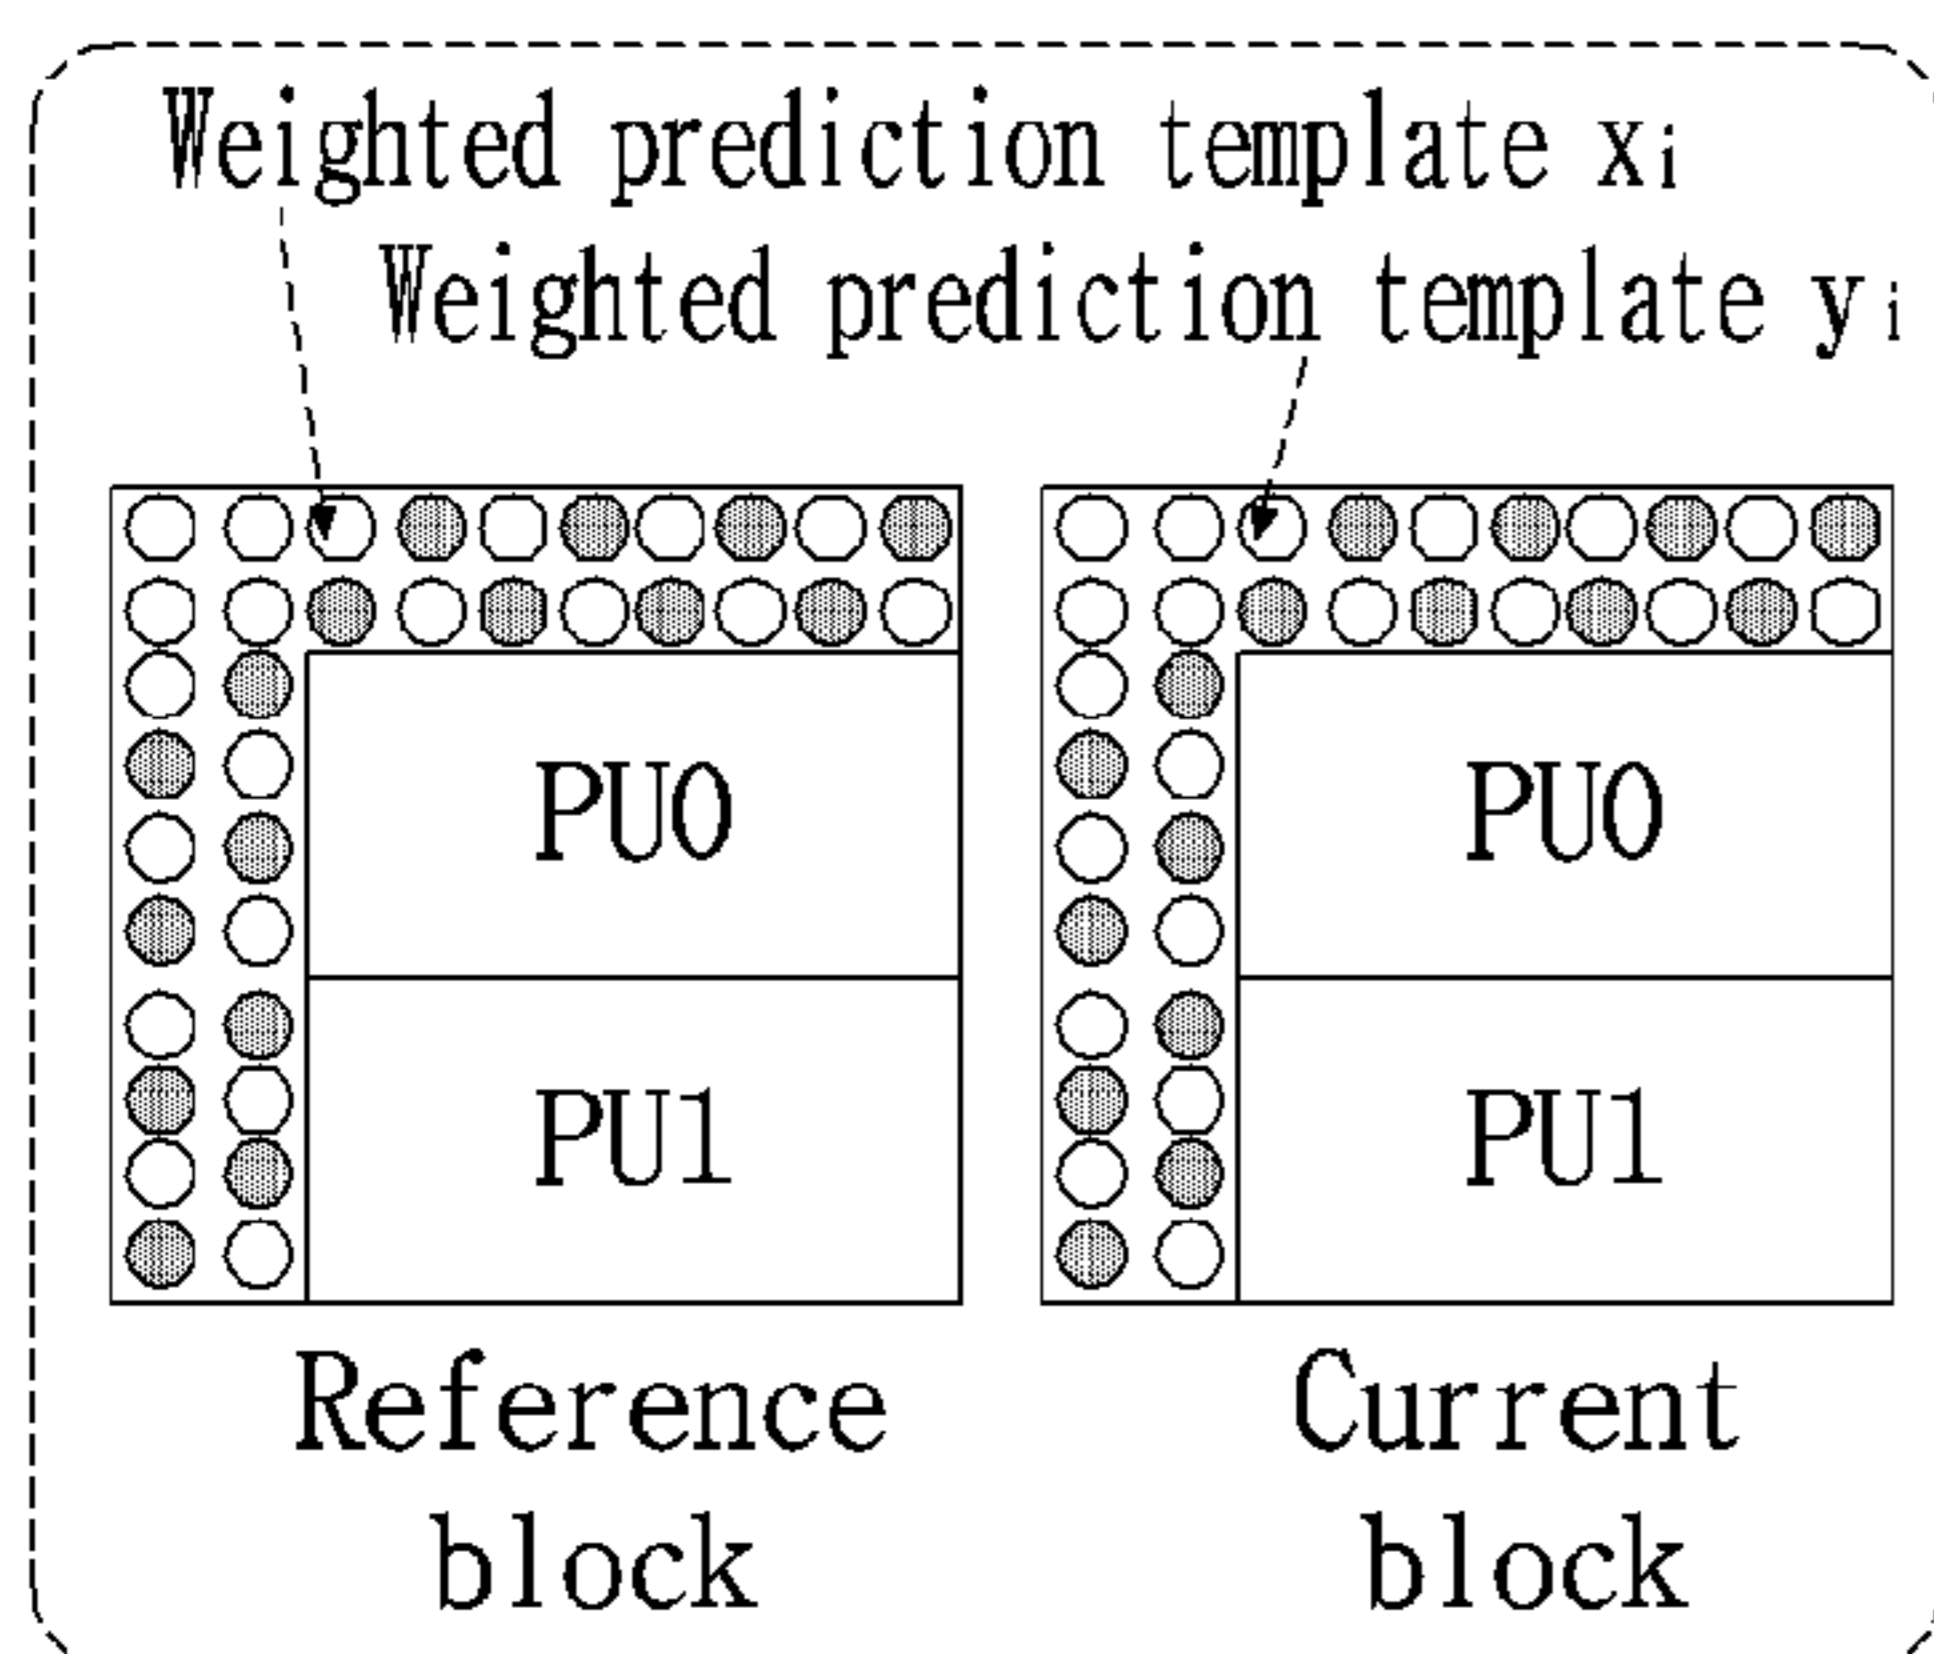 Weighted prediction template xi
Weighted prediction template yi
PU0
PU0
PU1
PU1
Reference
block
Current
block